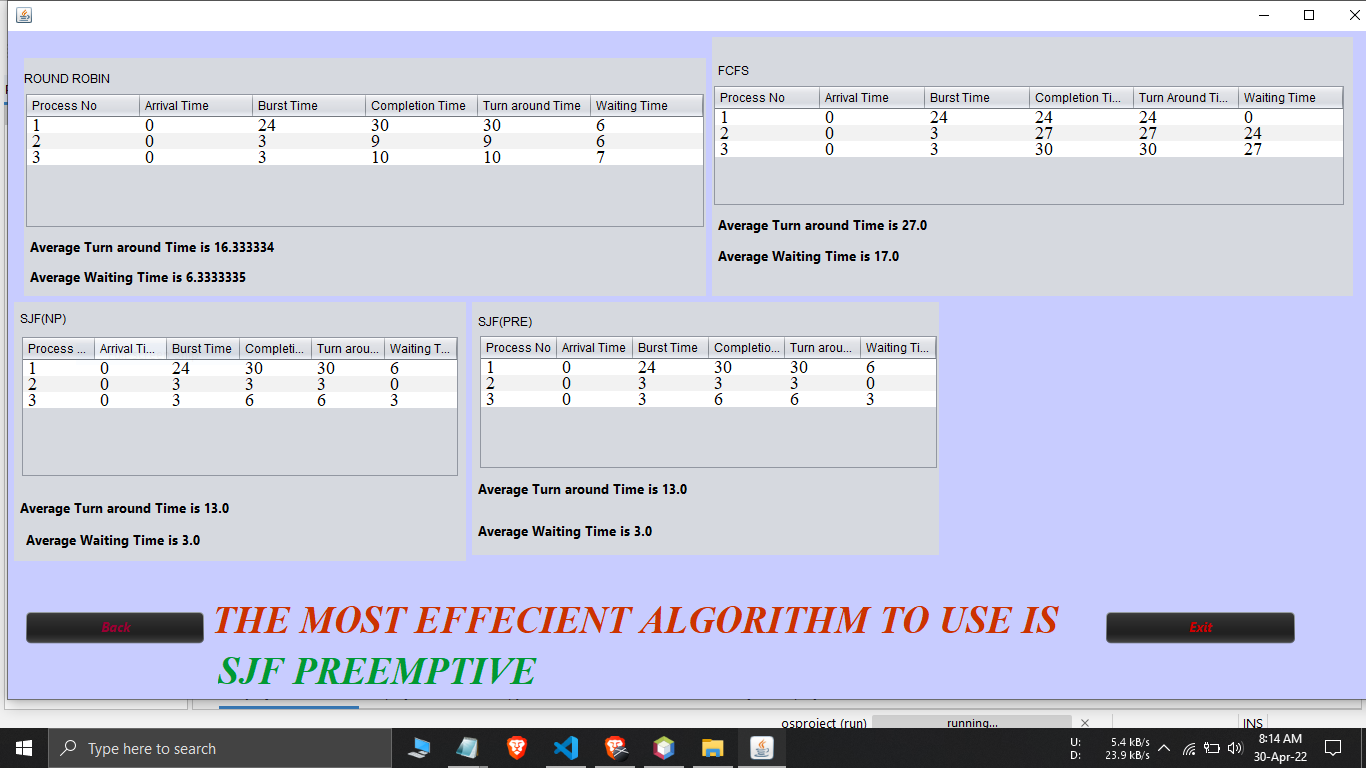 ROUND ROBIN
Process No Arrival Time Burst Time Completion Time Turn around Time Waiting Time
1 0 24 30 30 6
2 0 3 9 9 6
3 0 3 10 10 7
Average Turn around Time is 16.333334
Average Waiting Time is 6.3333335
FCFS
Process No Arrival Time Burst Time Completion Ti... Turn Around Ti... Waiting Time
1 0 24 24 24 0
2 0 3 27 27 24
3 0 3 30 30 27
Average Turn around Time is 27.0
Average Waiting Time is 17.0
SJF(NP)
Process ... Arrival Ti... Burst Time Completi... Turn arou... Waiting T...
1 0 24 30 30 6
2 0 3 3 3 0
3 0 3 6 6 3
Average Turn around Time is 13.0
Average Waiting Time is 3.0
SJF(PRE)
Process No Arrival Time Burst Time Completio... Turn arou... Waiting Ti...
1 0 24 30 30 6
2 0 3 3 3 0
3 0 3 6 6 3
Average Turn around Time is 13.0
Average Waiting Time is 3.0
Back
THE MOST EFFECIENT ALGORITHM TO USE IS
SJF PREEMPTIVE
Exit
osproject (run) running... INS
Type here to search
U: 5.4 kB/s
D: 23.9 kB/s
8:14 AM
30-Apr-22